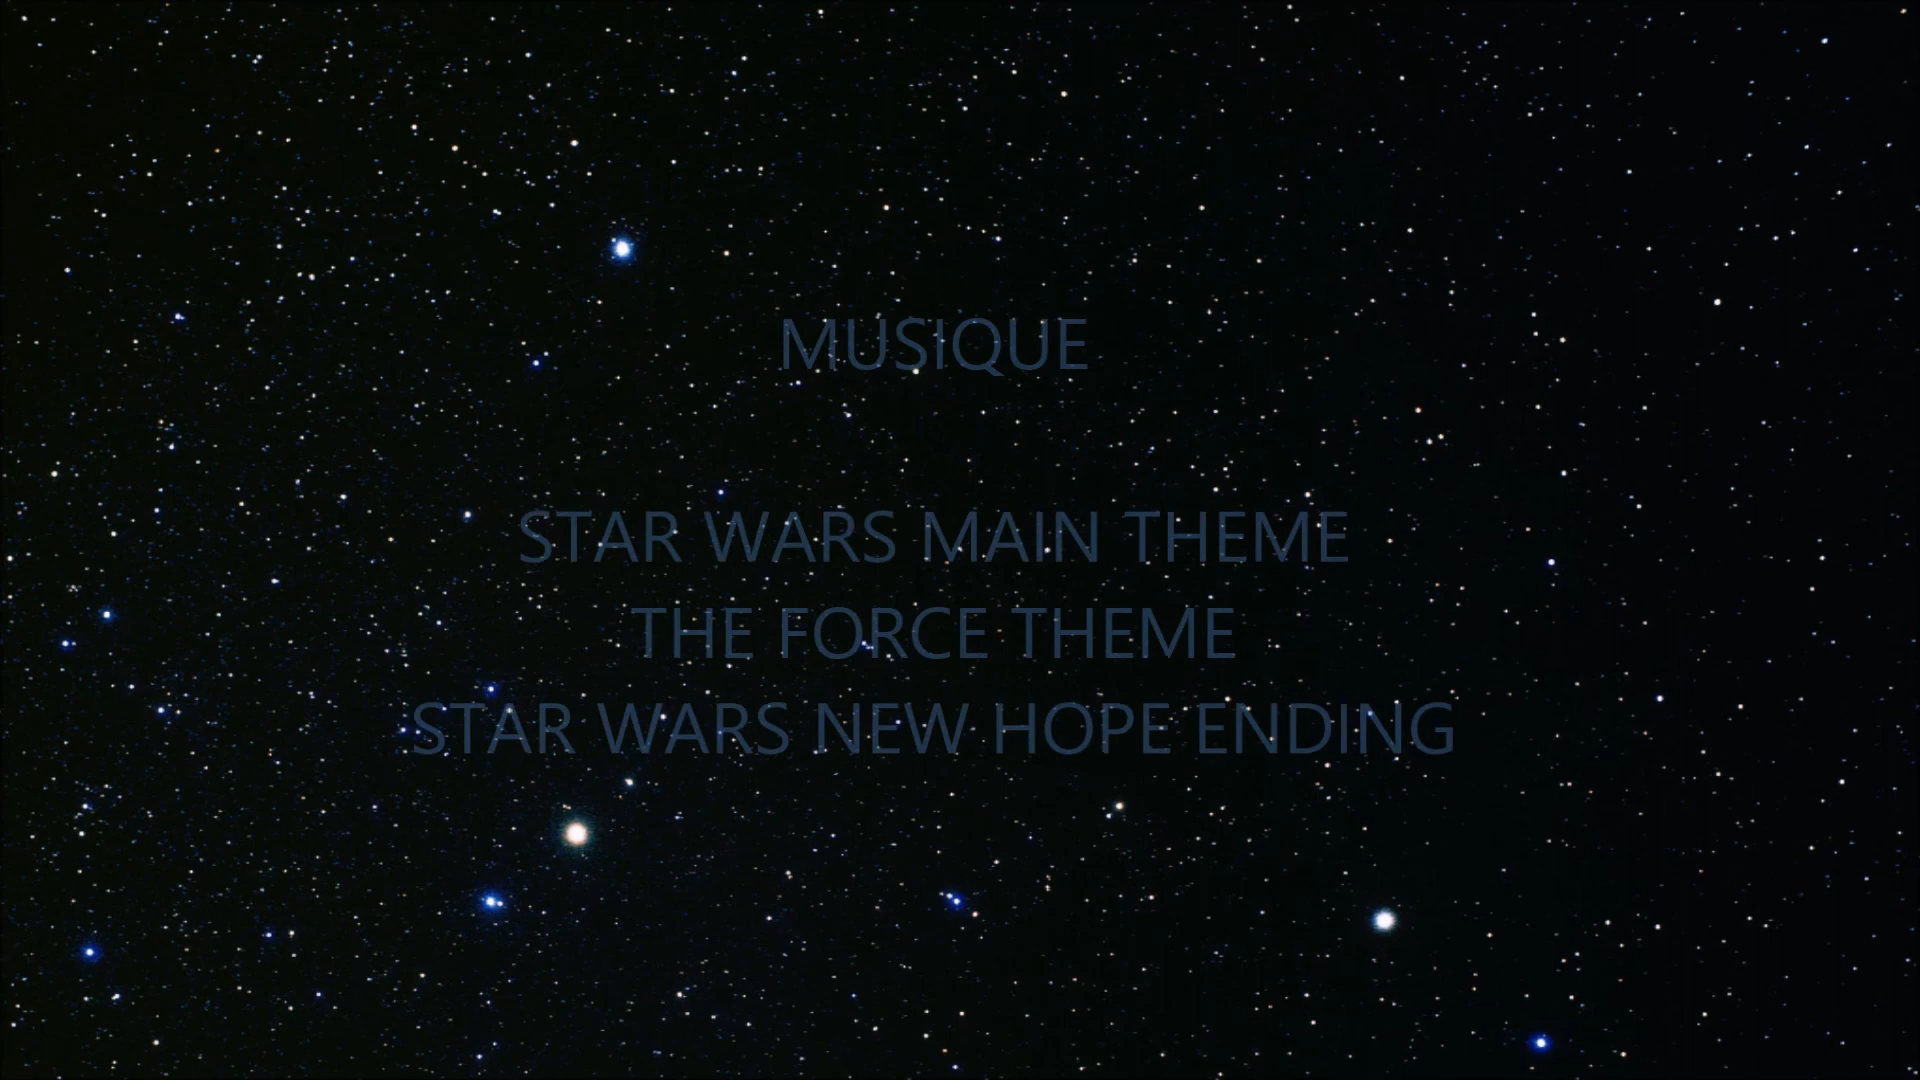 MUSIQUE
STAR WARS MAIN THEME
THE FORCE THEME
STAR WARS NEW HOPE ENDING